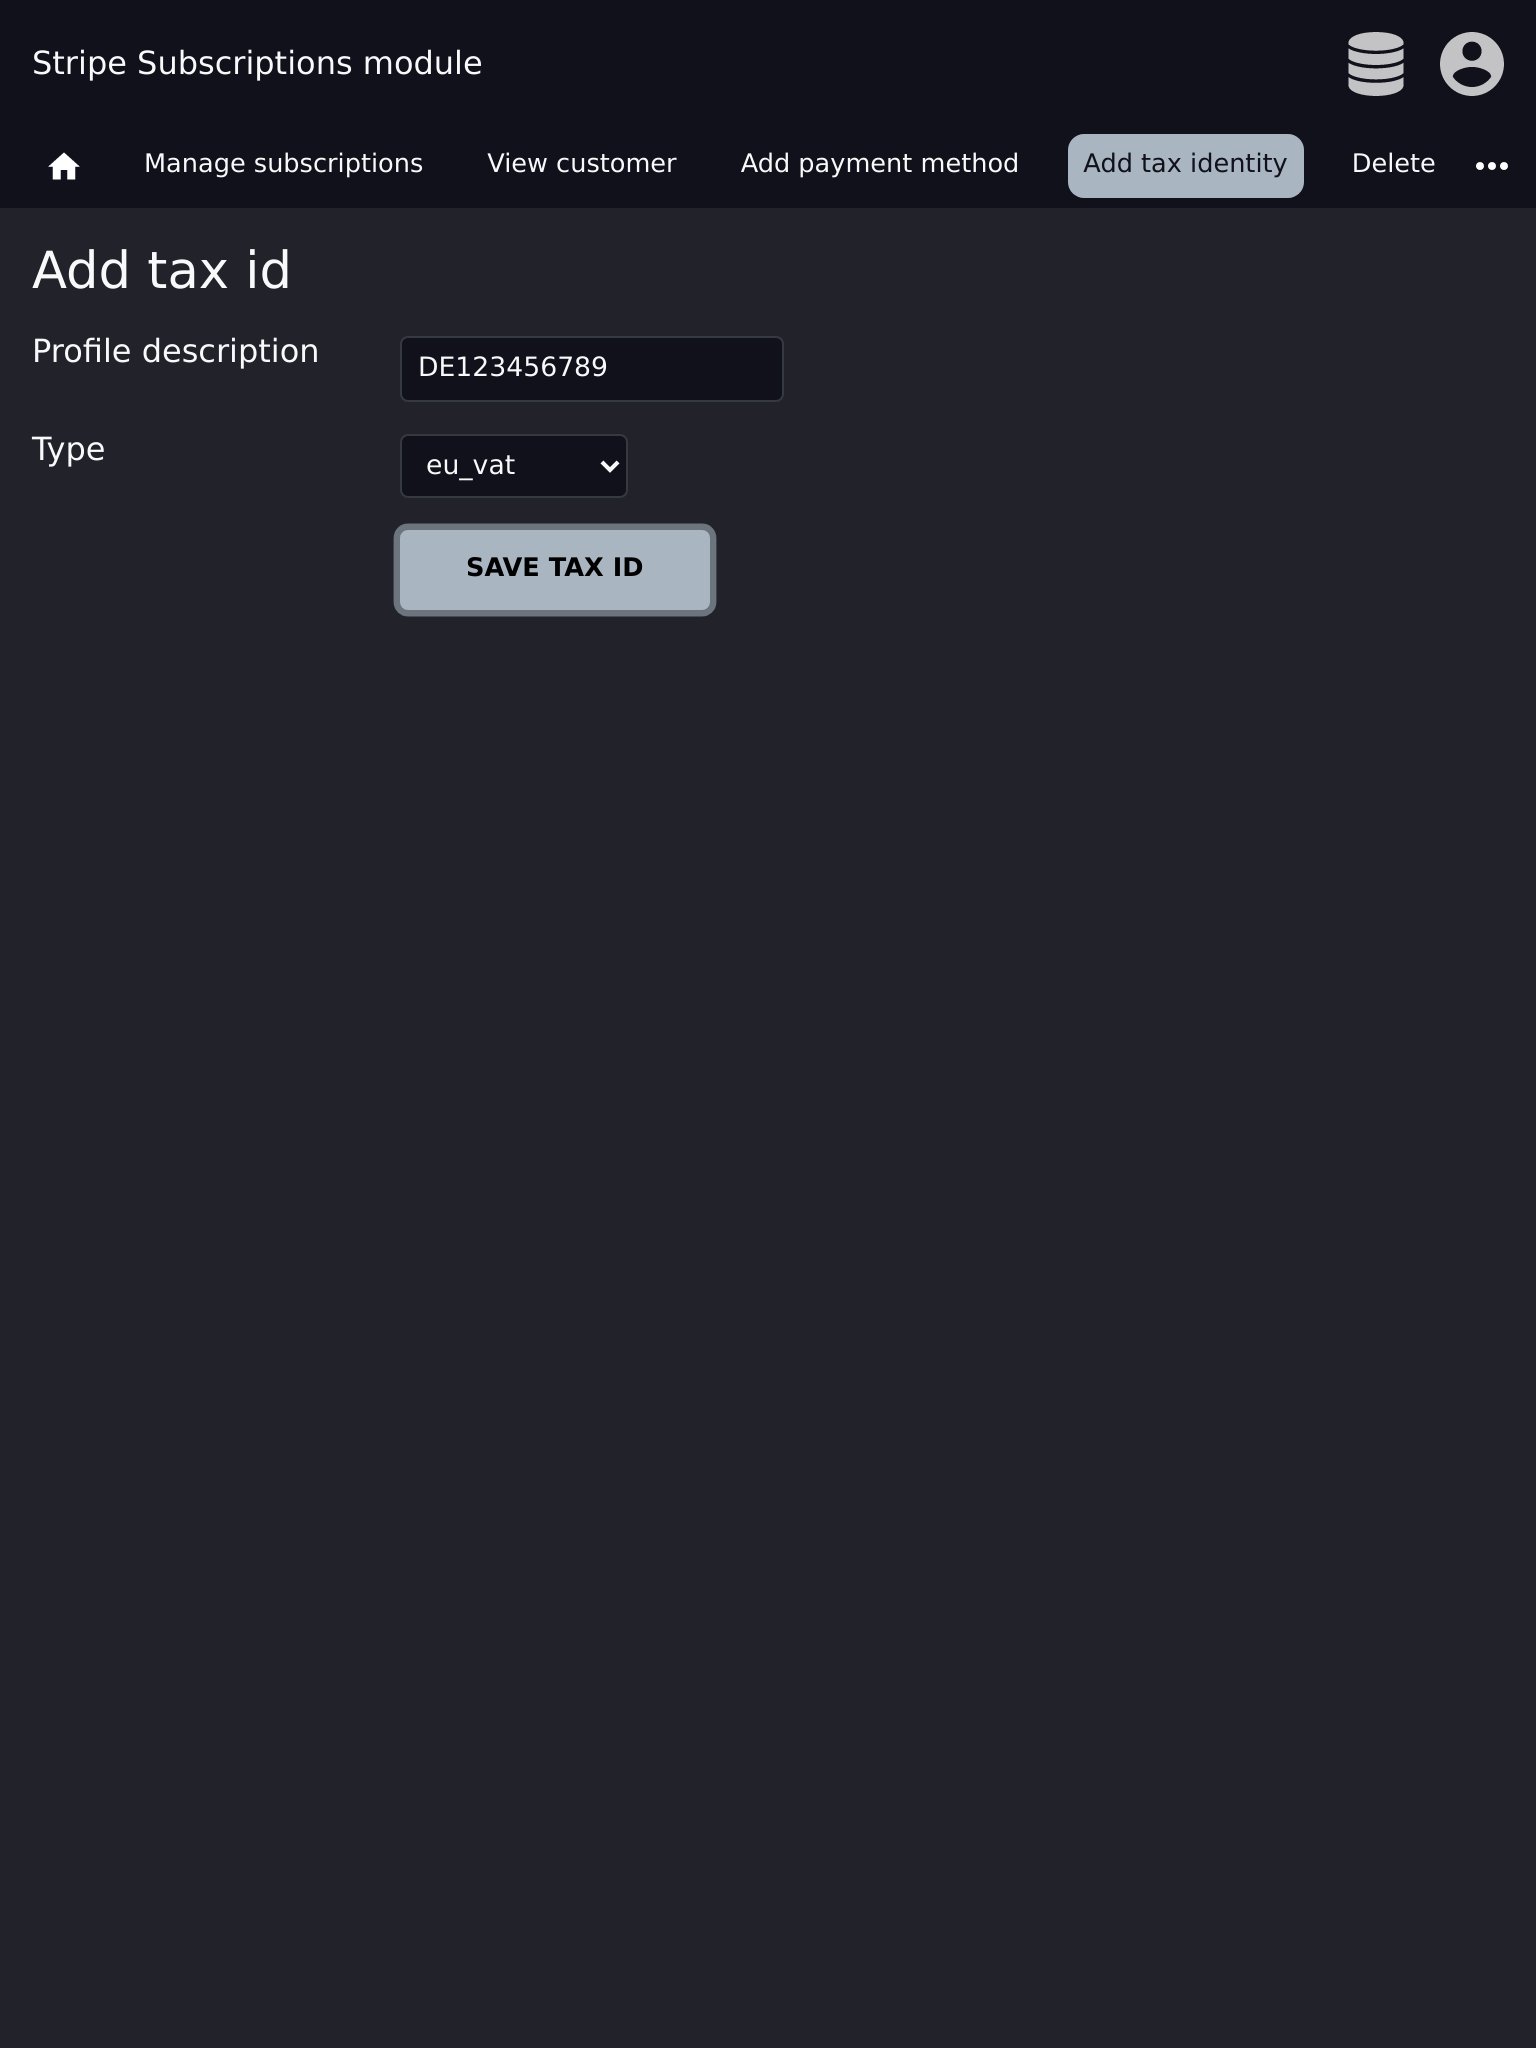 Stripe Subscriptions module
Manage subscriptions View customer Add payment method Add tax identity Delete
Add tax id
Profile description DE123456789
Type eu_vat
SAVE TAX ID